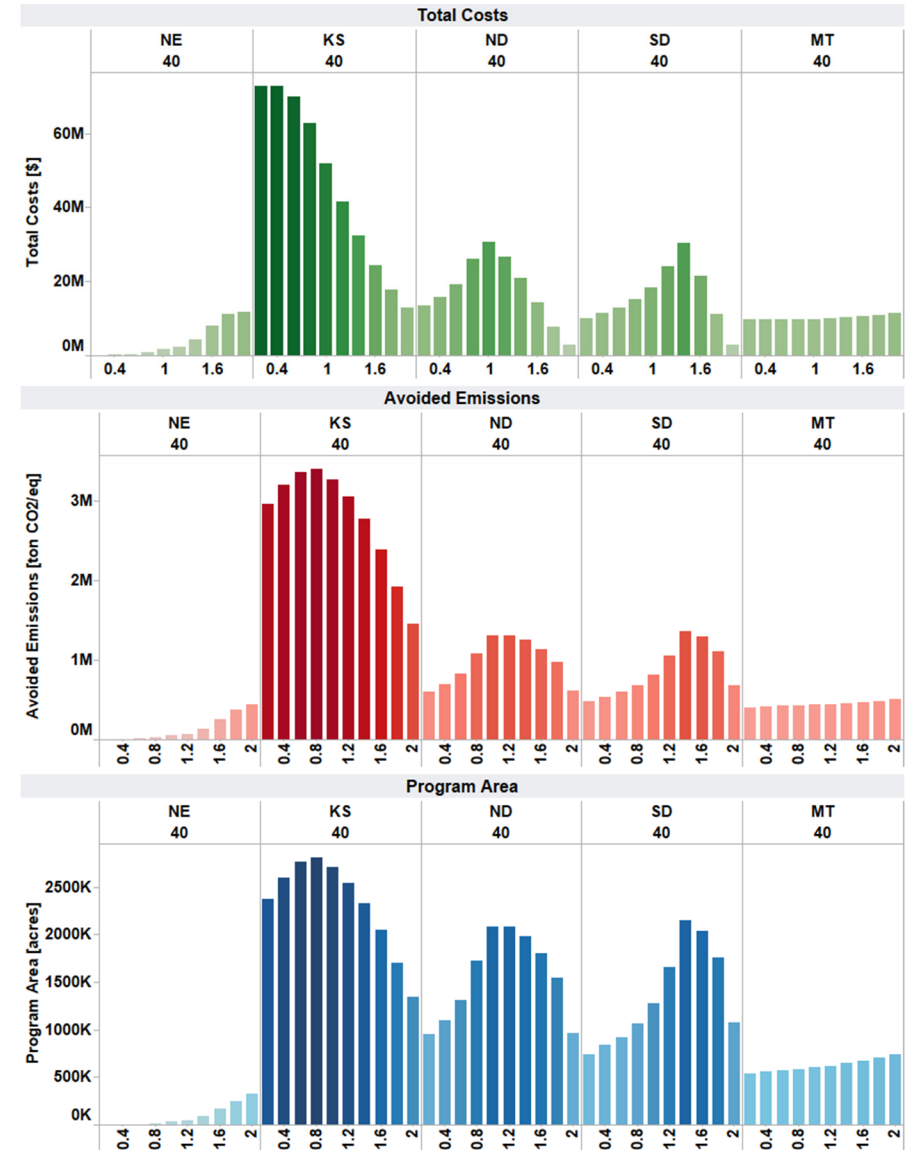 Total Costs
NE KS ND SD MT
40 40 40 40 40
Total Costs [$]
60M
40M
20M
0M
0.4 1 1.6 0.4 1 1.6 0.4 1 1.6 0.4 1 1.6 0.4 1 1.6
Avoided Emissions
NE KS ND SD MT
40 40 40 40 40
Avoided Emissions [ton CO2/eq]
3M
2M
1M
0M
0.4 0.8 1.2 1.6 2 0.4 0.8 1.2 1.6 2 0.4 0.8 1.2 1.6 2 0.4 0.8 1.2 1.6 2 0.4 0.8 1.2 1.6 2
Program Area
NE KS ND SD MT
40 40 40 40 40
Program Area [acres]
2500K
2000K
1500K
1000K
500K
0K
0.4 0.8 1.2 1.6 2 0.4 0.8 1.2 1.6 2 0.4 0.8 1.2 1.6 2 0.4 0.8 1.2 1.6 2 0.4 0.8 1.2 1.6 2